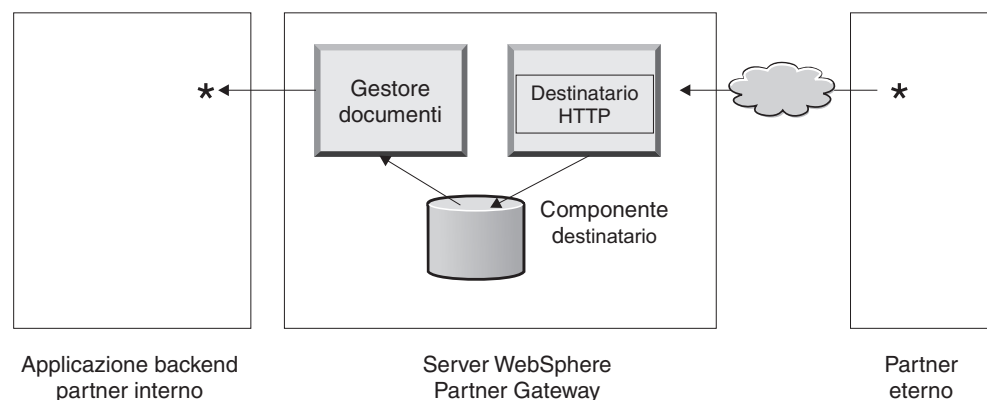 *
Gestore
documenti
Destinatario
HTTP
*
Componente
destinatario
Applicazione backend
partner interno
Server WebSphere
Partner Gateway
Partner
eterno